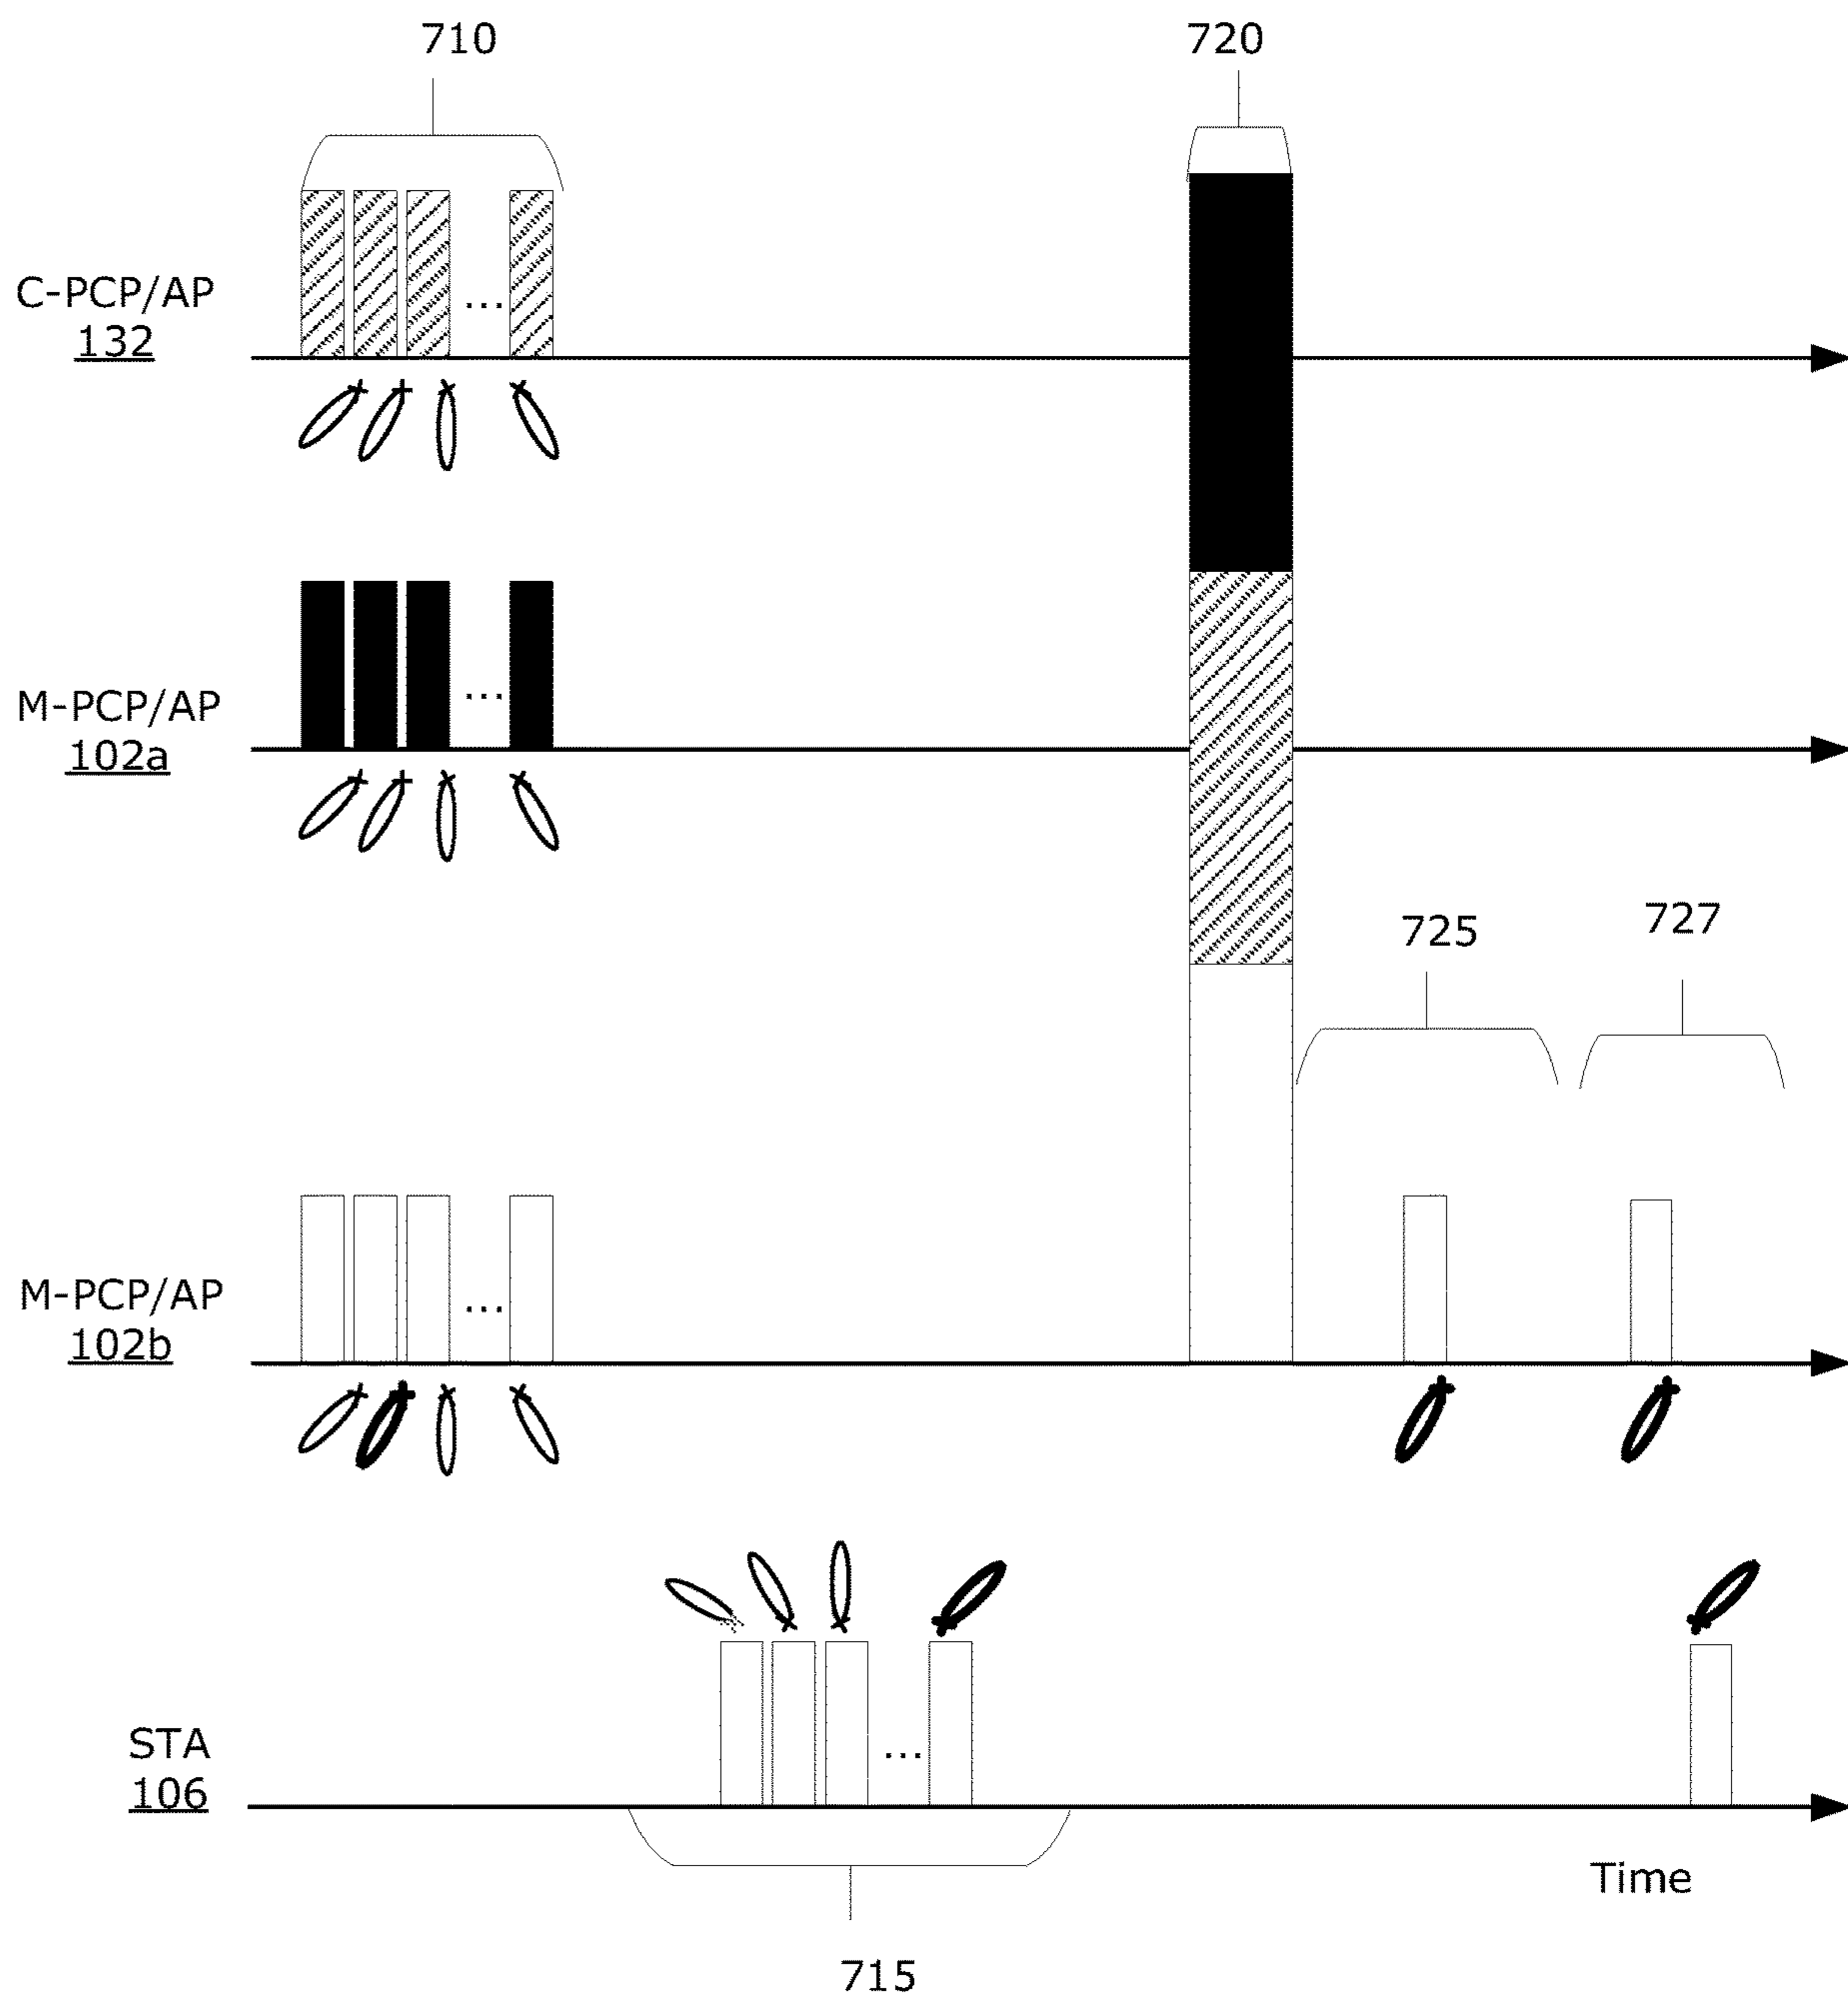 710
720
C-PCP/AP
132
...
M-PCP/AP
102a
...
725
727
M-PCP/AP
102b
...
STA
106
...
Time
715